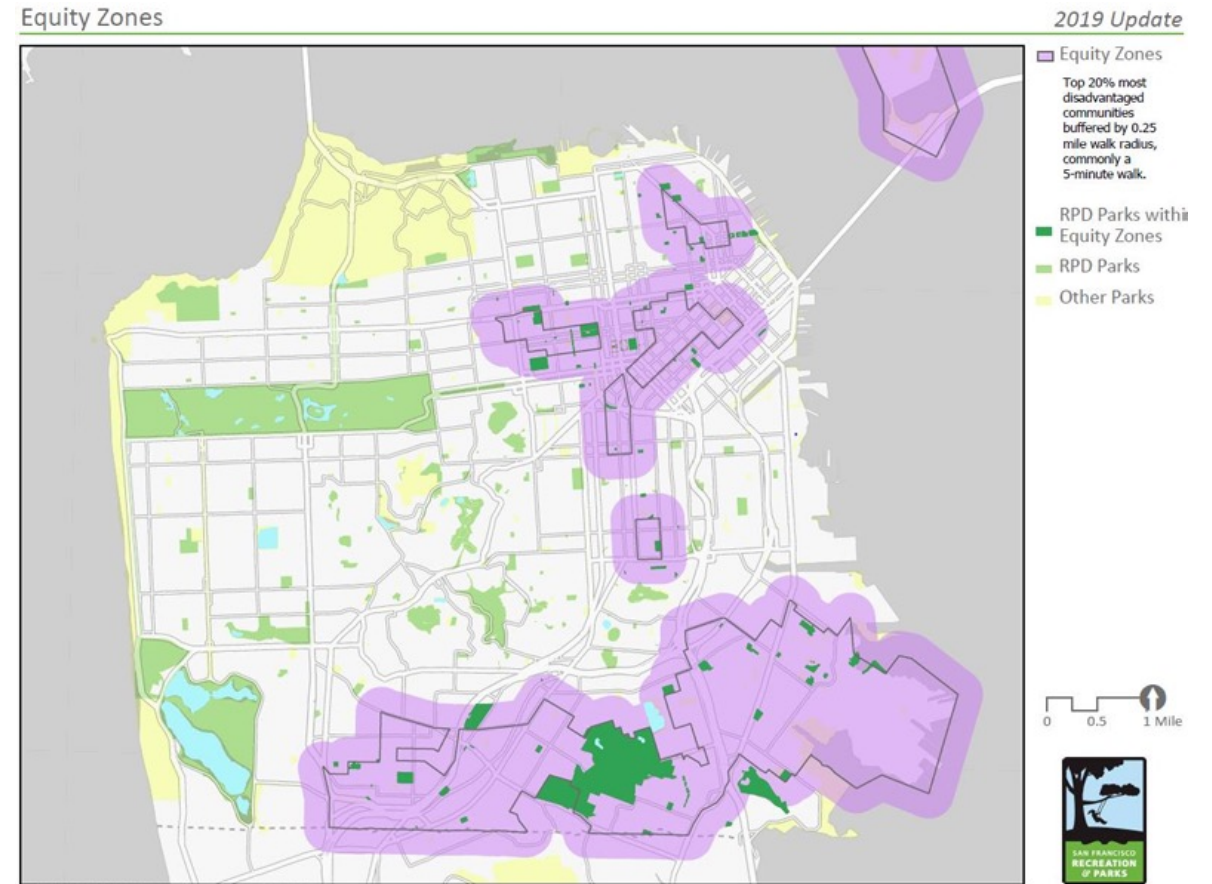 Equity Zones
2019 Update
Equity Zones
Top 20% most
disadvantaged
communities
buffered by 0.25
mile walk radius,
commonly a
5-minute walk.
RPD Parks withi
Equity Zones
RPD Parks
Other Parks
0 0.5 1 Mile
SAN FRANCISCO
RECREATION
& PARKS